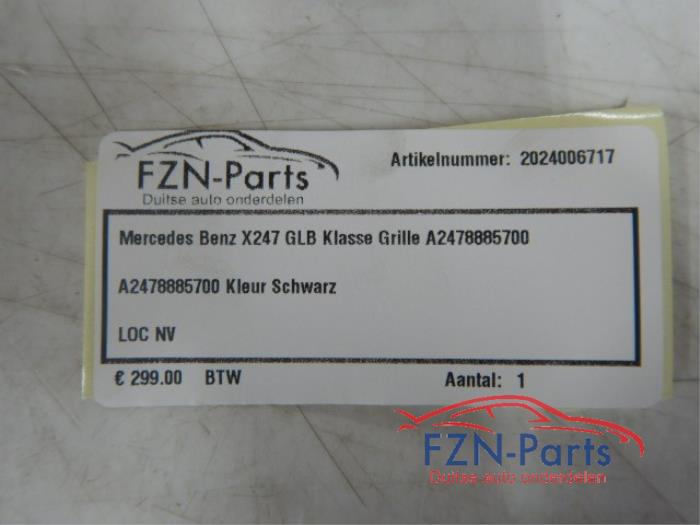 FZN-Parts
Duitse auto onderdelen
Artikelnummer: 2024006717
Mercedes Benz X247 GLB Klasse Grille A2478885700
A2478885700 Kleur Schwarz
LOC NV
€ 299.00 BTW
Aantal: 1
FZN-Parts
Duitse auto onderdelen